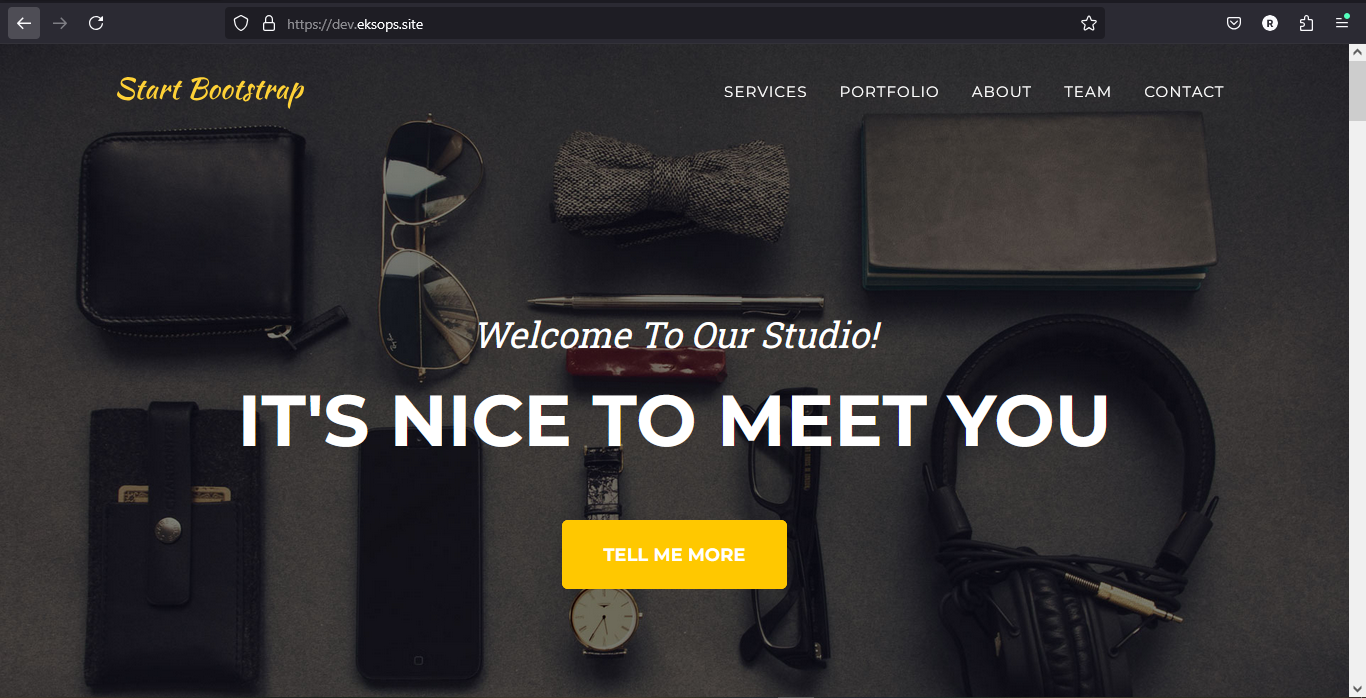 https://dev.eksops.site
R
Start Bootstrap
SERVICES PORTFOLIO ABOUT TEAM CONTACT
Welcome To Our Studio!
IT'S NICE TO MEET YOU
TELL ME MORE